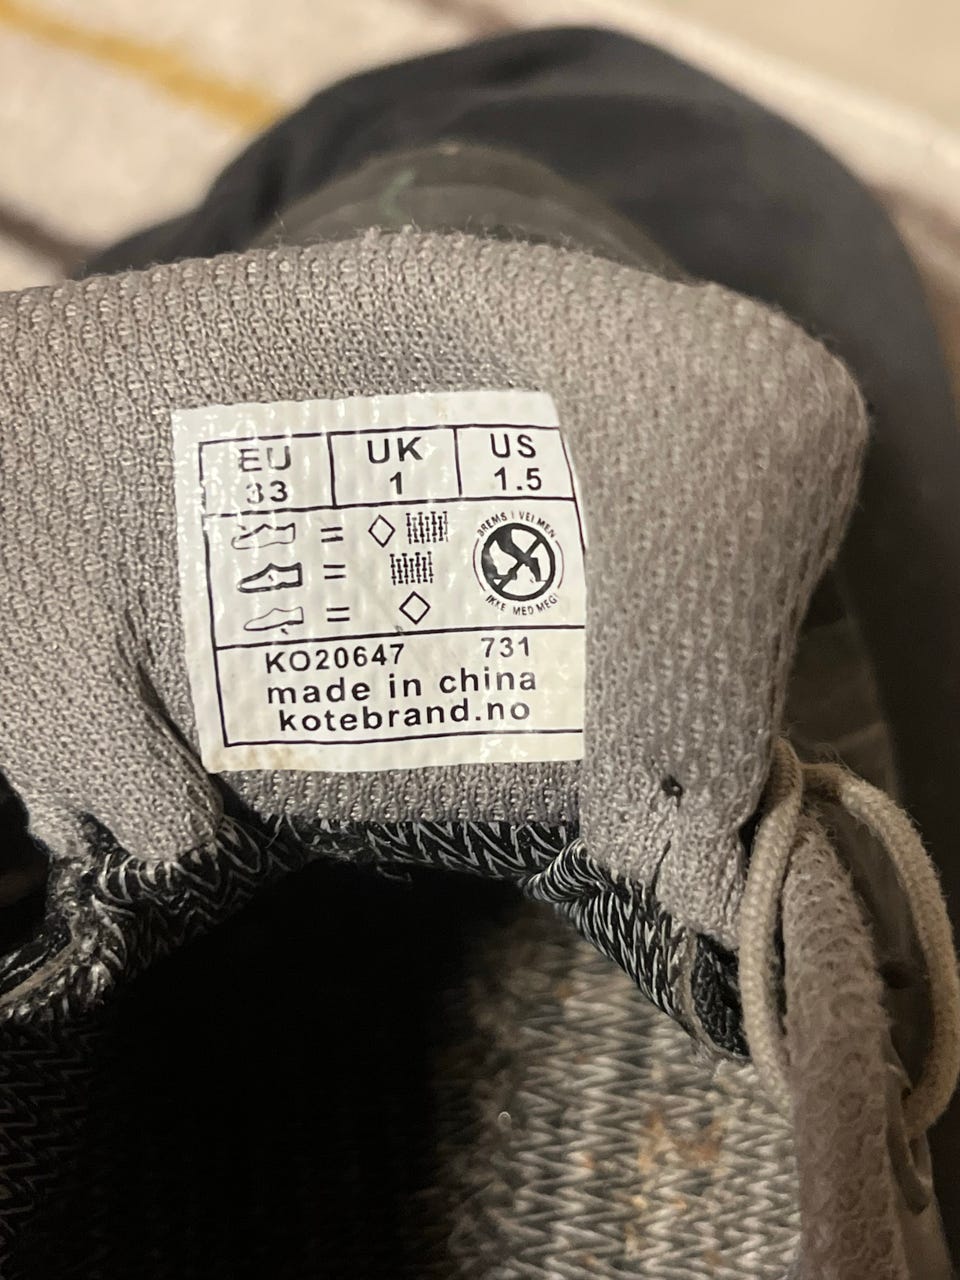 EU UK US
33 1 1.5
= 
=
=
BREMS I VEI MEN
IKKE MED MEG!
KO20647 731
made in china
kotebrand.no